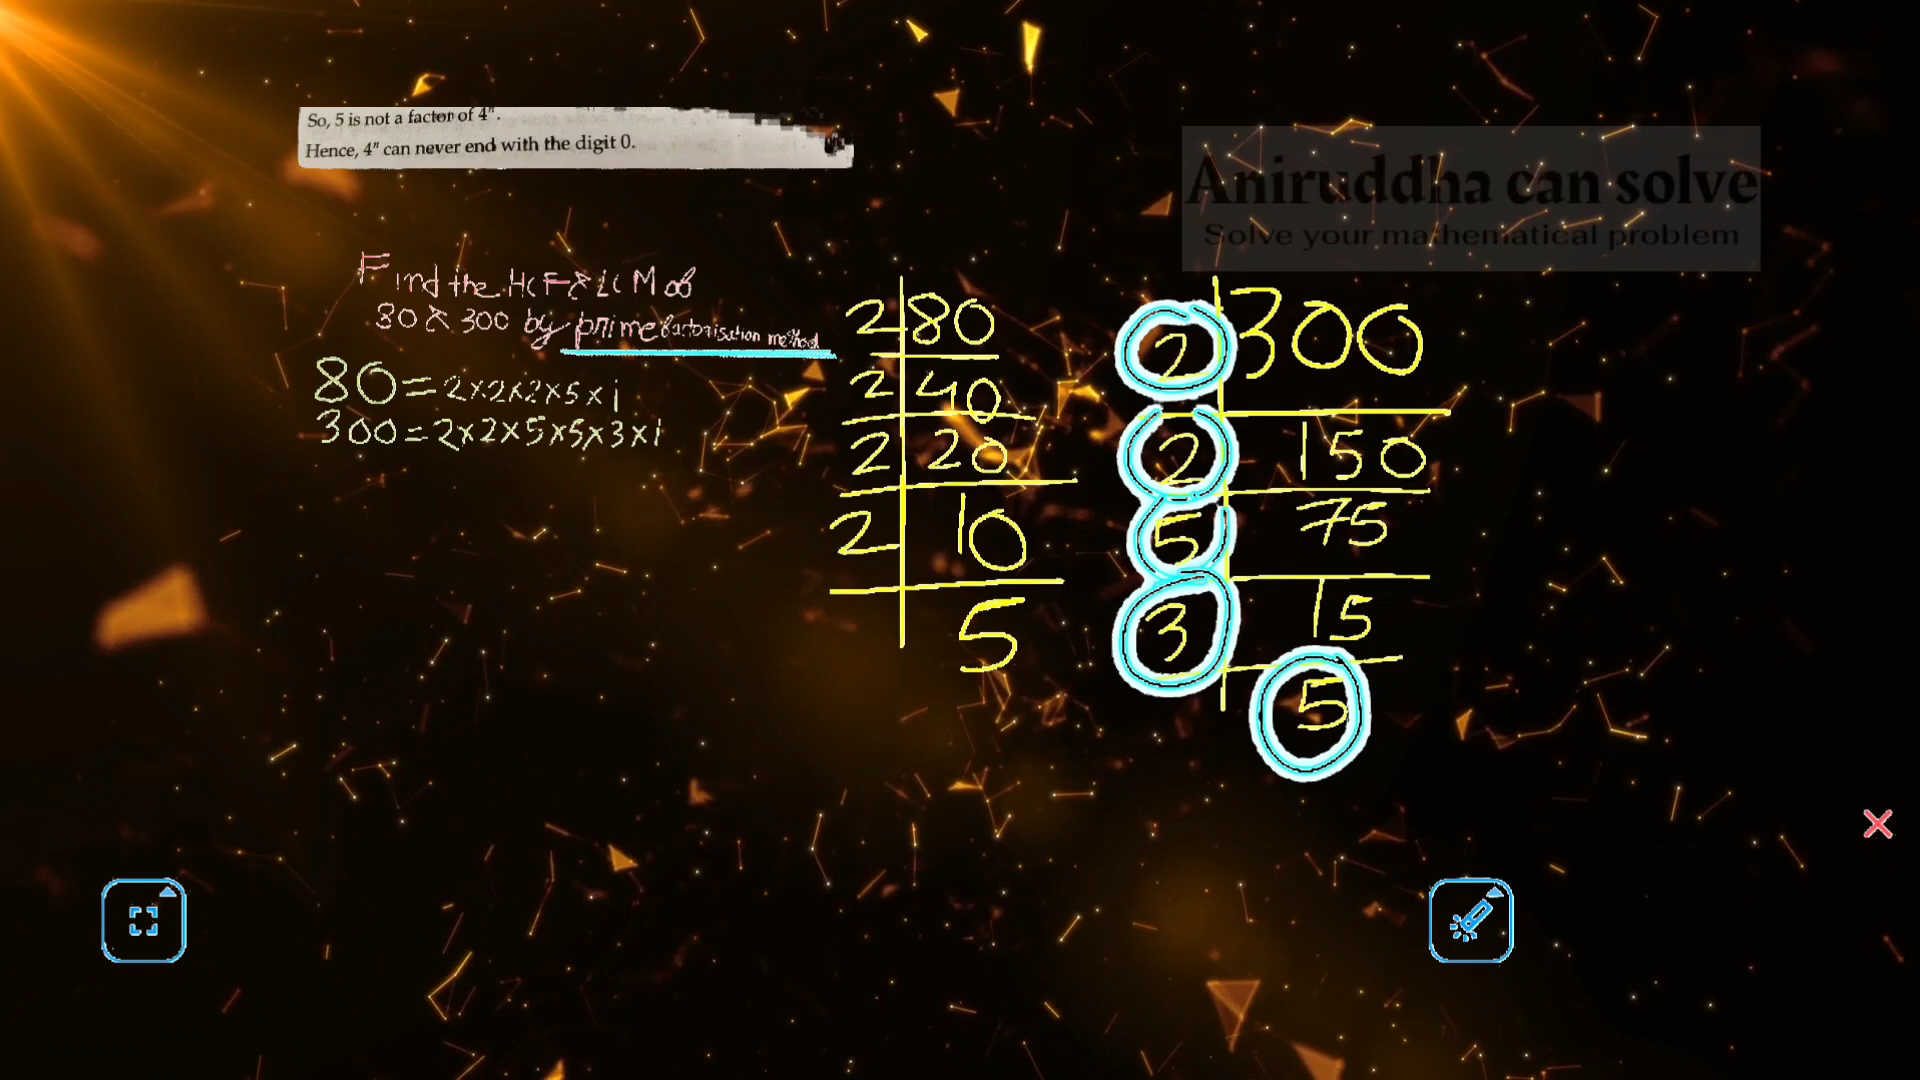 So, 5 is not a factor of 4ⁿ.
Hence, 4ⁿ can never end with the digit 0.
Aniruddha can solve
Solve your mathematical problem
Find the HCF & LCM of
80 & 300 by prime factorisation method
80 = 2×2×2×5×1
300 = 2×2×5×5×3×1
2 80
2 40
2 20
2 10
5
2 300
2 150
5 75
3 15
5